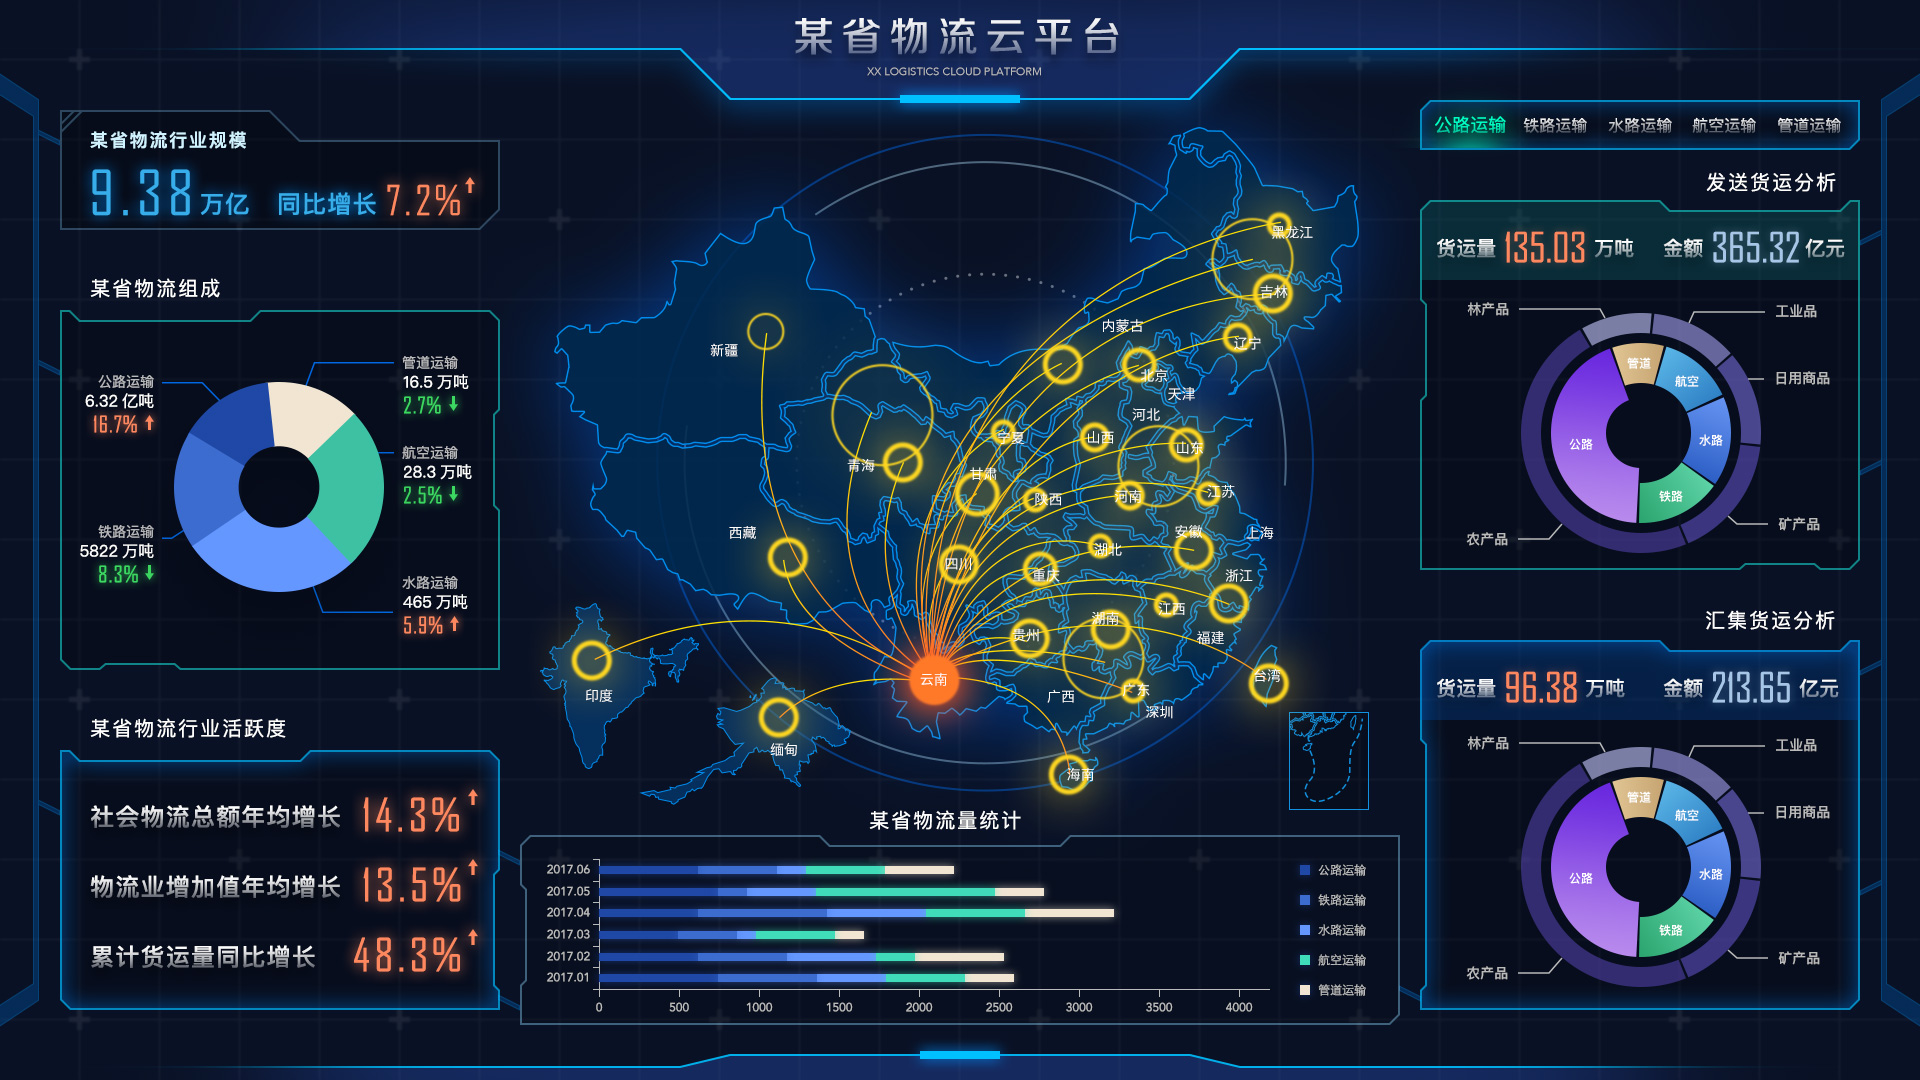 某省物流云平台
XX LOGISTICS CLOUD PLATFORM
某省物流行业规模
9.38 万亿 同比增长 7.2%
某省物流组成
公路运输
6.32 亿吨
16.7%
铁路运输
5822 万吨
8.3%
管道运输
16.5 万吨
2.7%
航空运输
28.3 万吨
2.5%
水路运输
465 万吨
5.9%
某省物流行业活跃度
社会物流总额年均增长 14.3%
物流业增加值年均增长 13.5%
累计货运量同比增长 48.3%
黑龙江
吉林
内蒙古
辽宁
新疆
北京
天津
河北
宁夏
山西
山东
青海
甘肃
陕西
河南
江苏
西藏
安徽
上海
湖北
四川
重庆
浙江
江西
湖南
贵州
福建
云南
台湾
印度
广西
广东
深圳
缅甸
海南
某省物流量统计
2017.06
2017.05
2017.04
2017.03
2017.02
2017.01
0 500 1000 1500 2000 2500 3000 3500 4000
公路运输
铁路运输
水路运输
航空运输
管道运输
公路运输 铁路运输 水路运输 航空运输 管道运输
发送货运分析
货运量 135.03 万吨 金额 365.32 亿元
林产品
工业品
日用商品
矿产品
农产品
管道
航空
水路
铁路
公路
汇集货运分析
货运量 96.38 万吨 金额 213.65 亿元
林产品
工业品
日用商品
矿产品
农产品
管道
航空
水路
铁路
公路